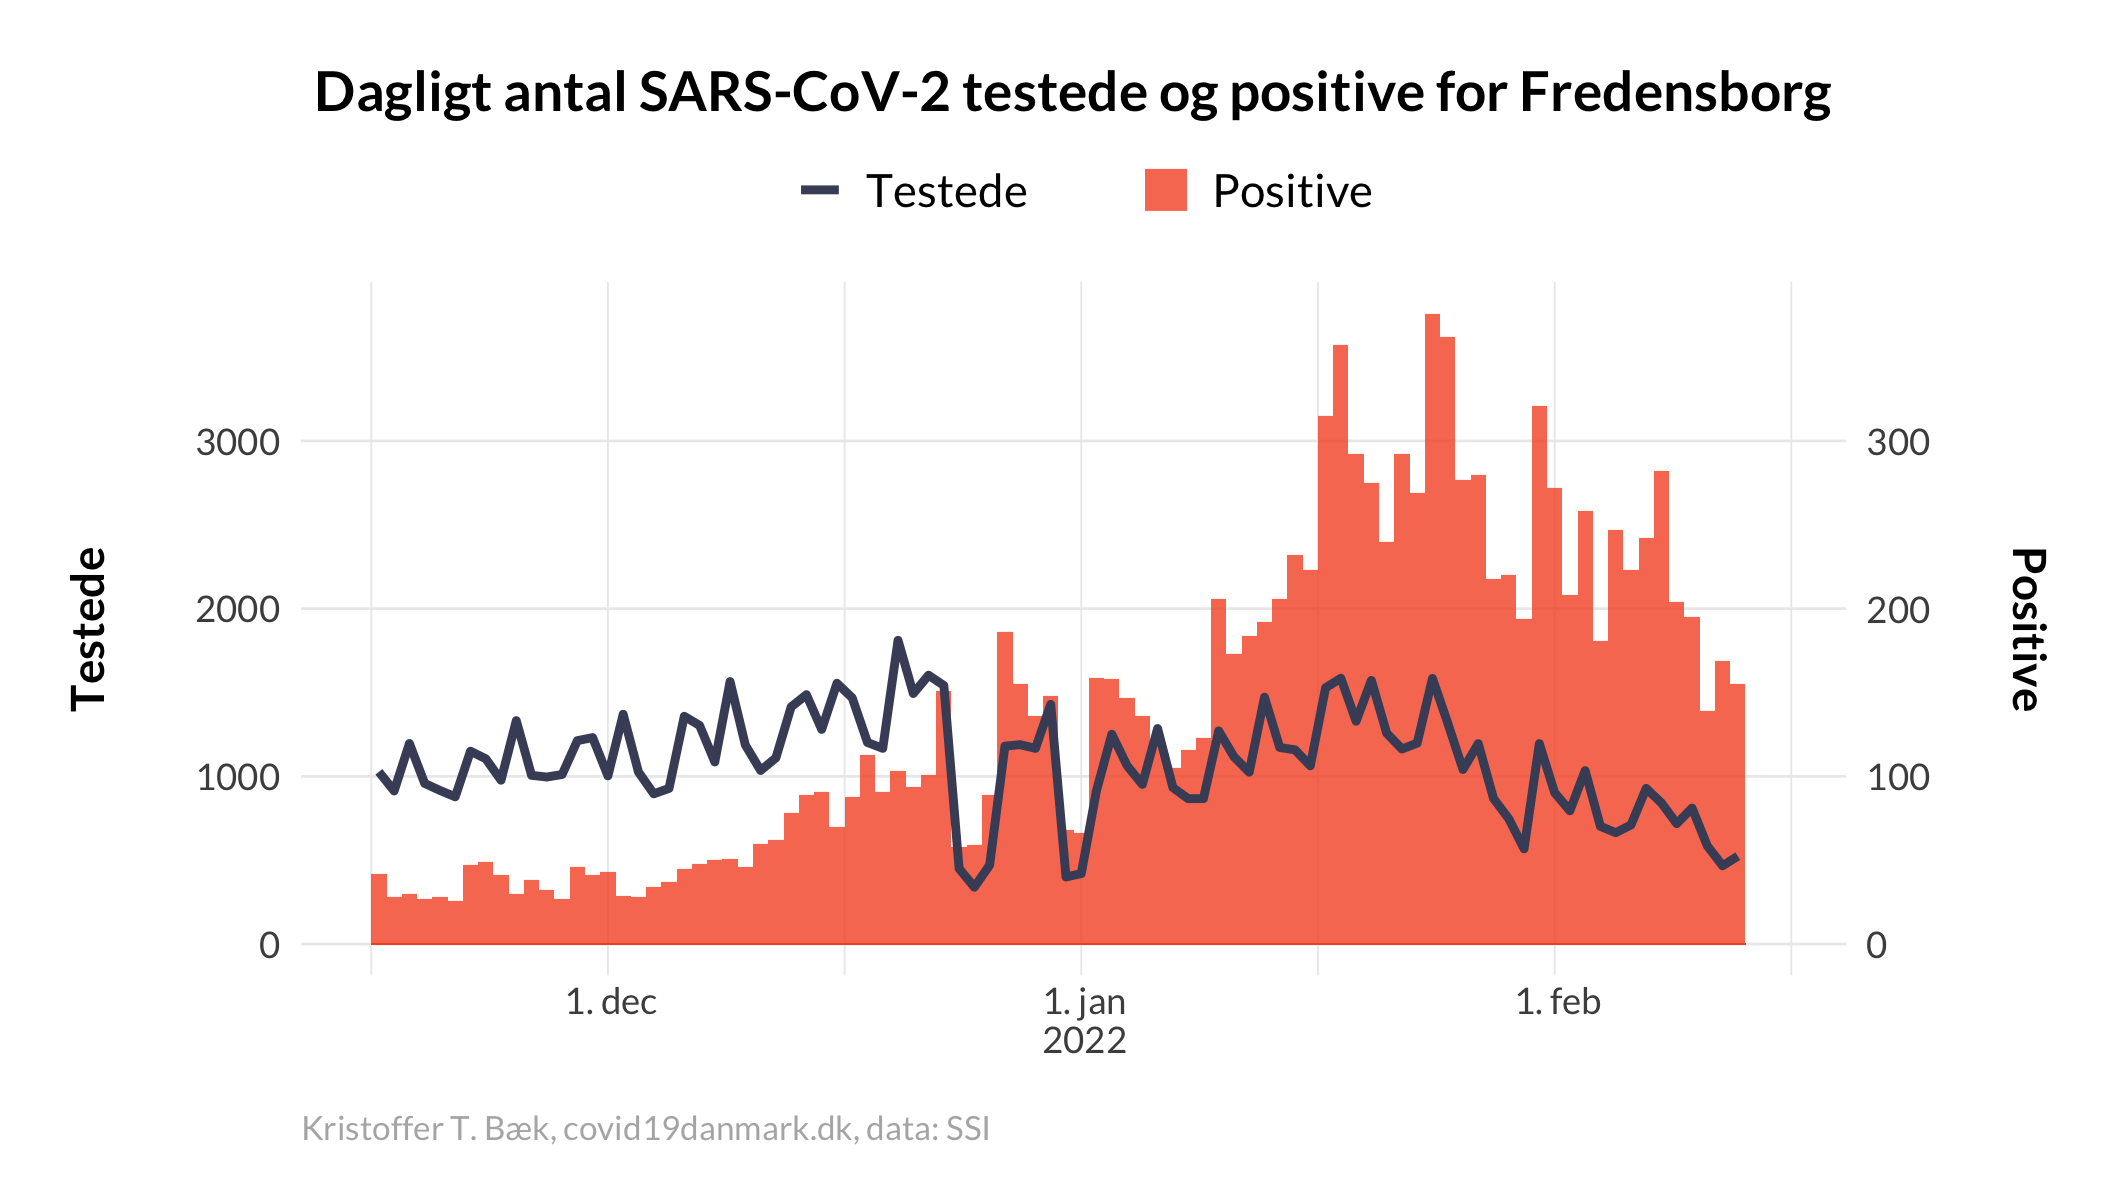 Dagligt antal SARS-CoV-2 testede og positive for Fredensborg
Testede
Positive
Testede
3000
2000
1000
0
300
200
100
0
Positive
1. dec
1. jan
2022
1. feb
Kristoffer T. Bæk, covid19danmark.dk, data: SSI